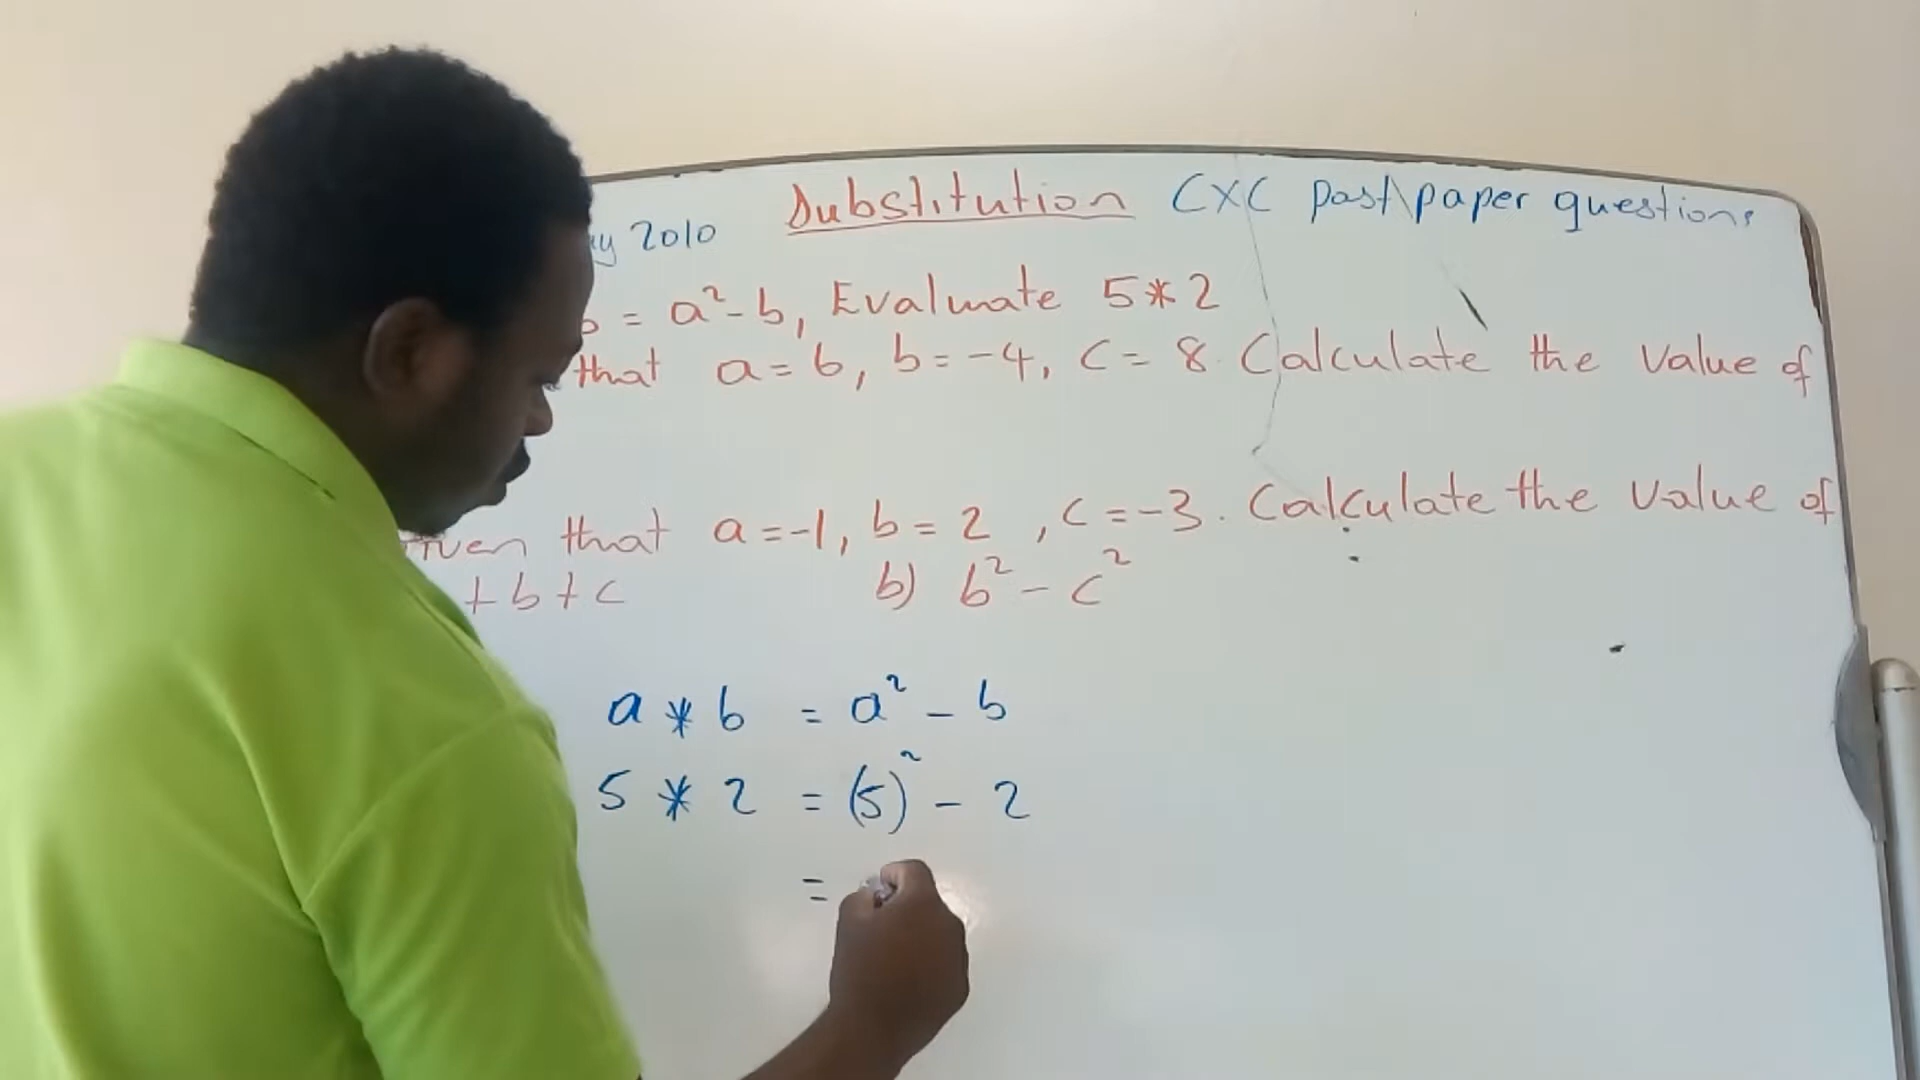 Substitution CXC past paper questions
2010
= a² - b, Evaluate 5 * 2
that a = 6, b = -4, c = 8. Calculate the value of
that a = -1, b = 2, c = -3. Calculate the value of
+ b + c b) b² - c²
a * b = a² - b
5 * 2 = (5)² - 2
=